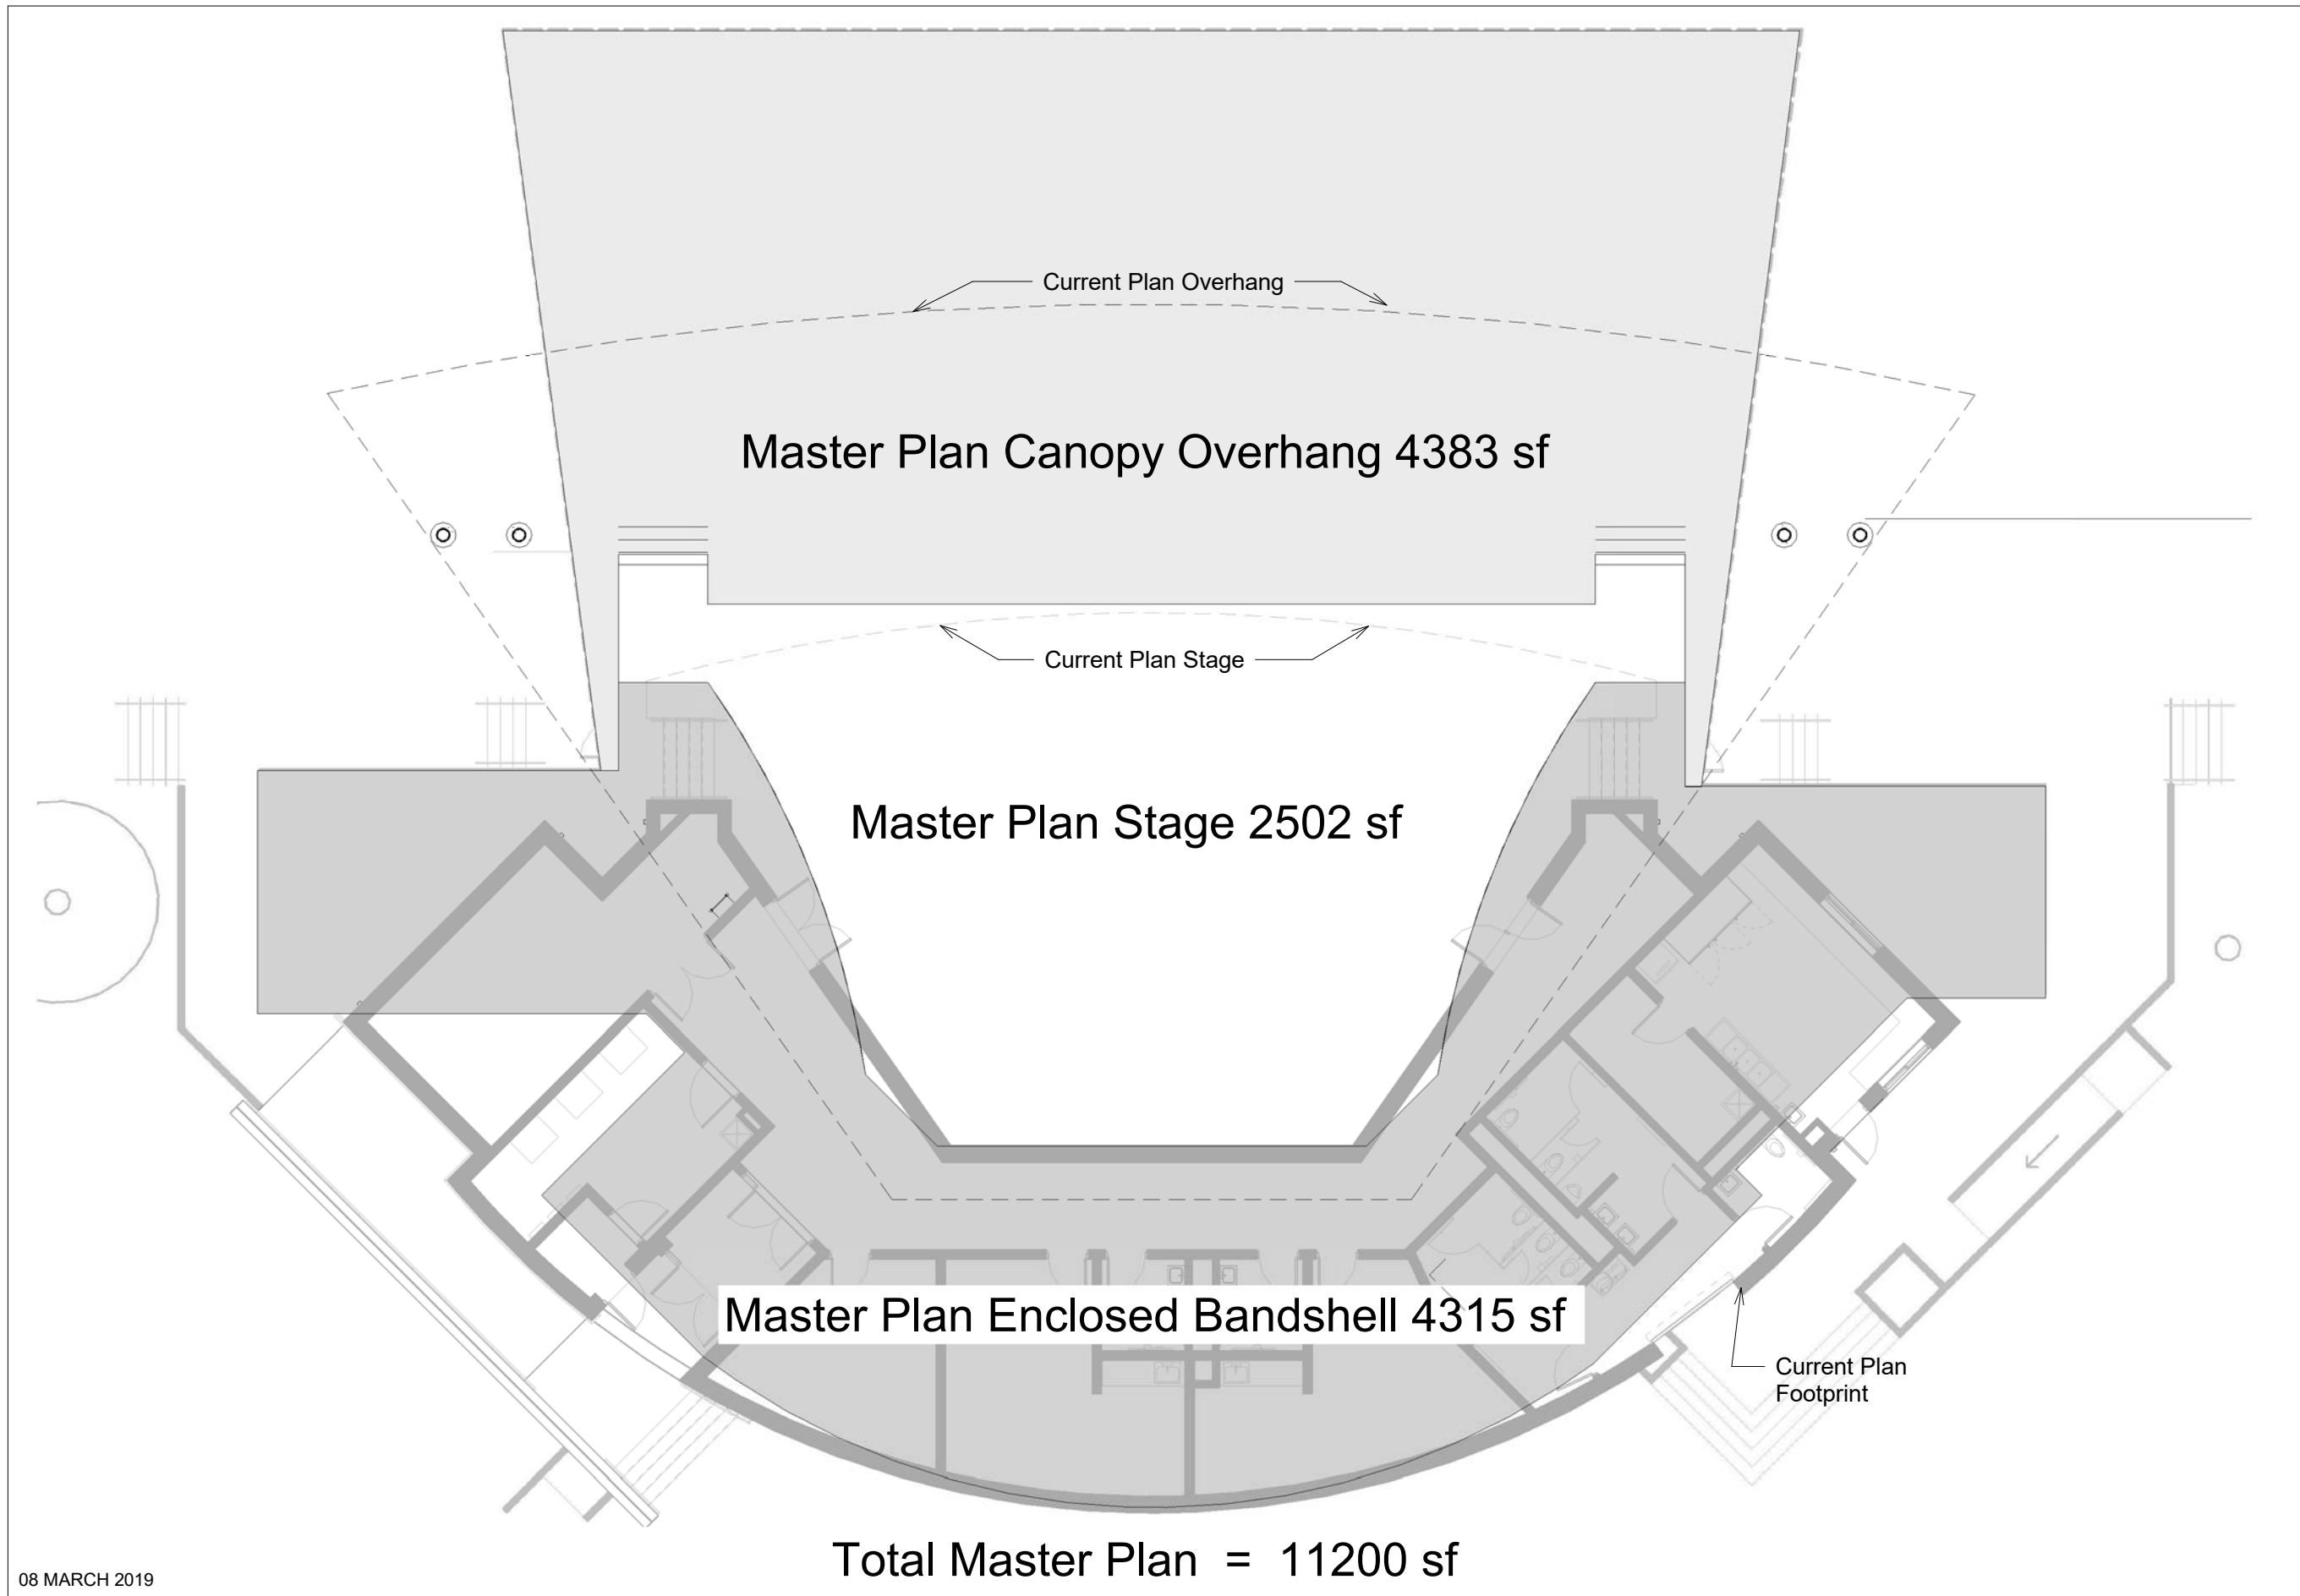 Current Plan Overhang
Master Plan Canopy Overhang 4383 sf
Current Plan Stage
Master Plan Stage 2502 sf
Master Plan Enclosed Bandshell 4315 sf
Current Plan
Footprint
Total Master Plan = 11200 sf
08 MARCH 2019